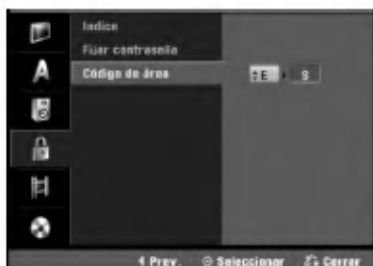 Indice
Fijar contraseña
Código de área E S
A
Prev. Seleccionar Cerrar